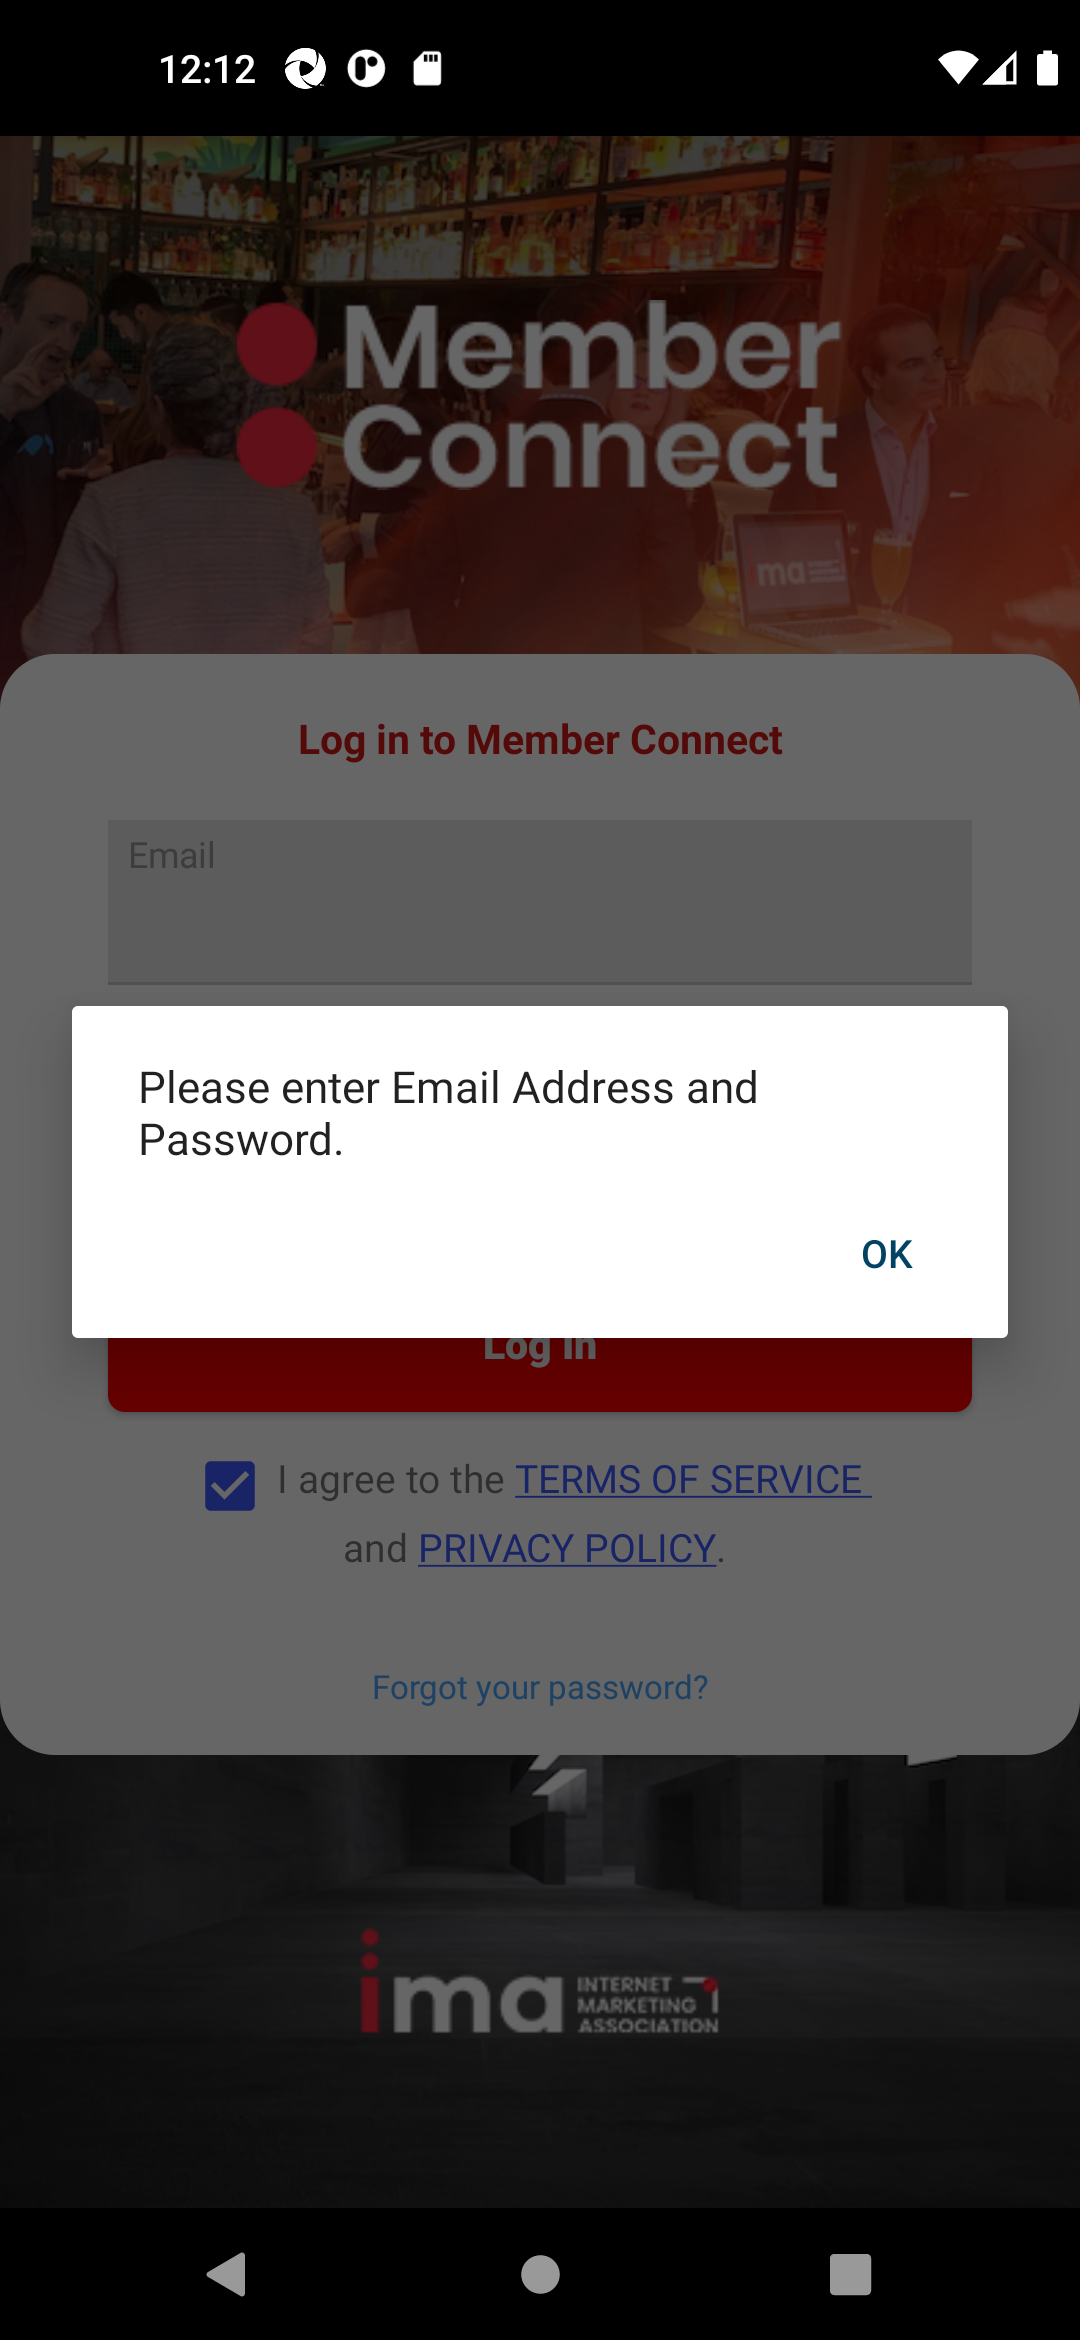 12:12
Member
Connect
ima
Log in to Member Connect
Email
Please enter Email Address and
Password.
OK
Log in
I agree to the TERMS OF SERVICE
and PRIVACY POLICY.
Forgot your password?
ima INTERNET
MARKETING
ASSOCIATION